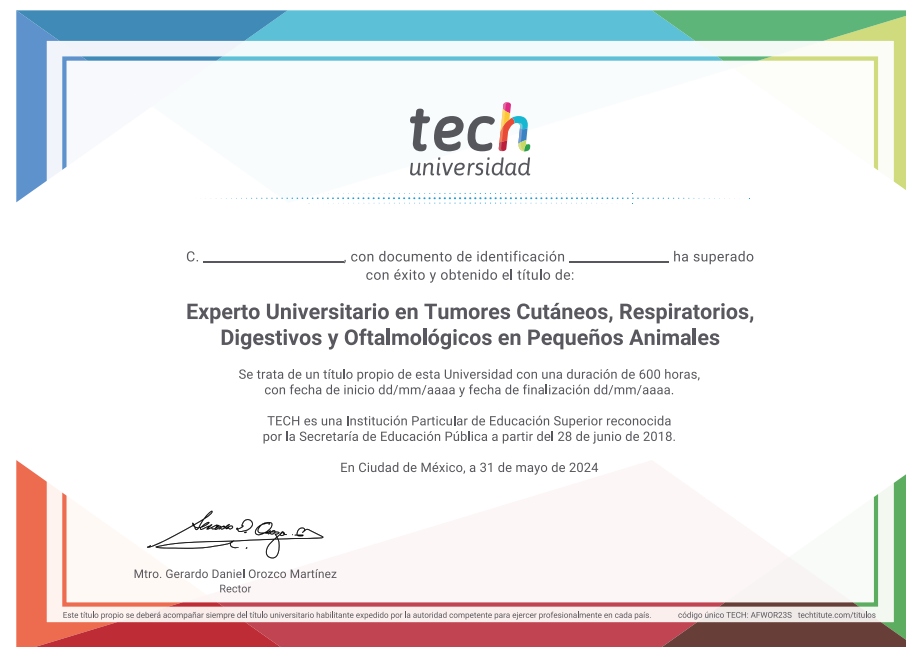 tech
universidad
C. ____________________, con documento de identificación ______________ ha superado
con éxito y obtenido el título de:
Experto Universitario en Tumores Cutáneos, Respiratorios,
Digestivos y Oftalmológicos en Pequeños Animales
Se trata de un título propio de esta Universidad con una duración de 600 horas,
con fecha de inicio dd/mm/aaaa y fecha de finalización dd/mm/aaaa.
TECH es una Institución Particular de Educación Superior reconocida
por la Secretaría de Educación Pública a partir del 28 de junio de 2018.
En Ciudad de México, a 31 de mayo de 2024
Mtro. Gerardo Daniel Orozco Martínez
Rector
Este título propio se deberá acompañar siempre del título universitario habilitante expedido por la autoridad competente para ejercer profesionalmente en cada país. código único TECH: AFWOR23S techtitute.com/titulos